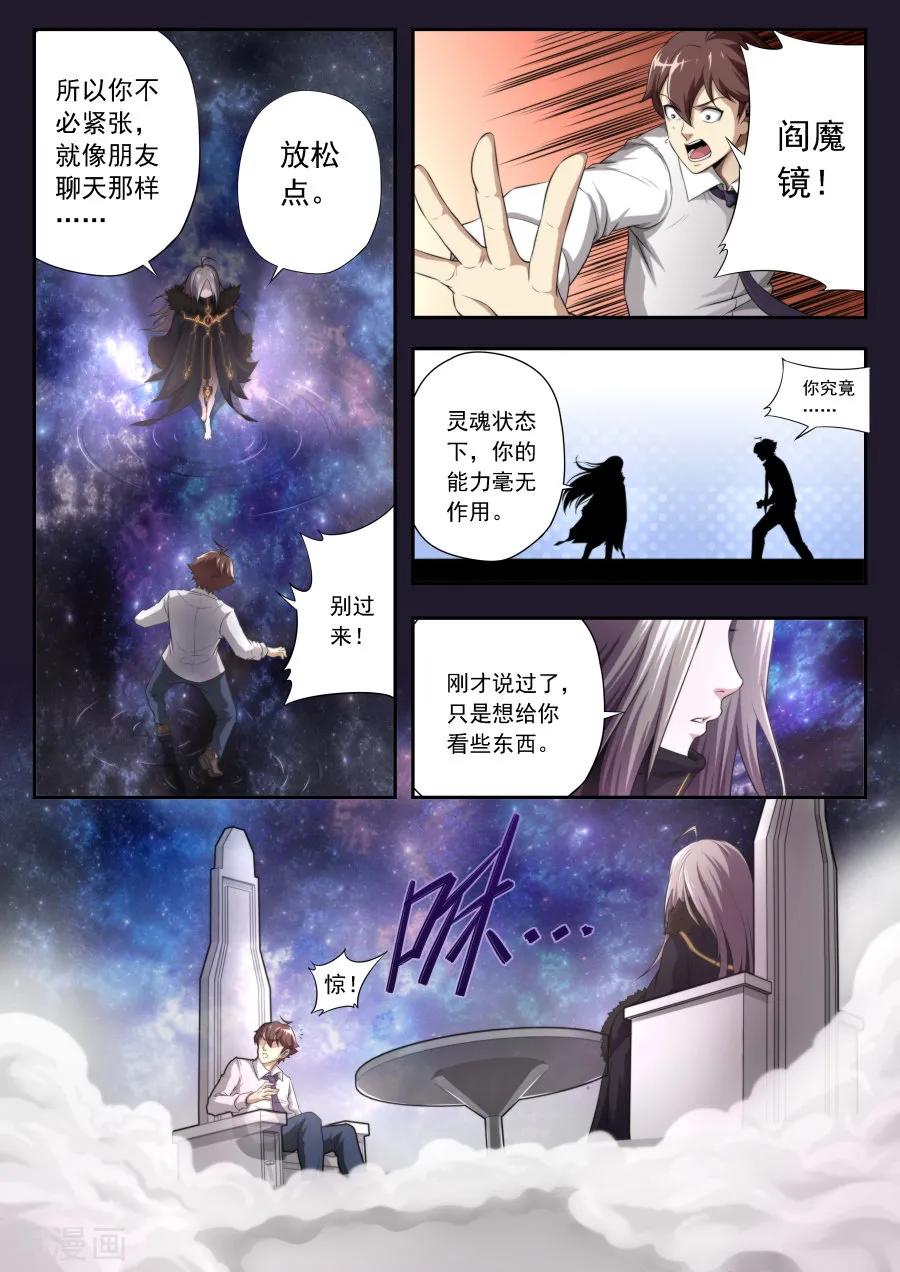 所以你不
必紧张，
就像朋友
聊天那样
……
放松
点。
别过
来！
阎魔
镜！
灵魂状态
下，你的
能力毫无
作用。
你究竟
……
刚才说过了，
只是想给你
看些东西。
咻…
惊！
漫画